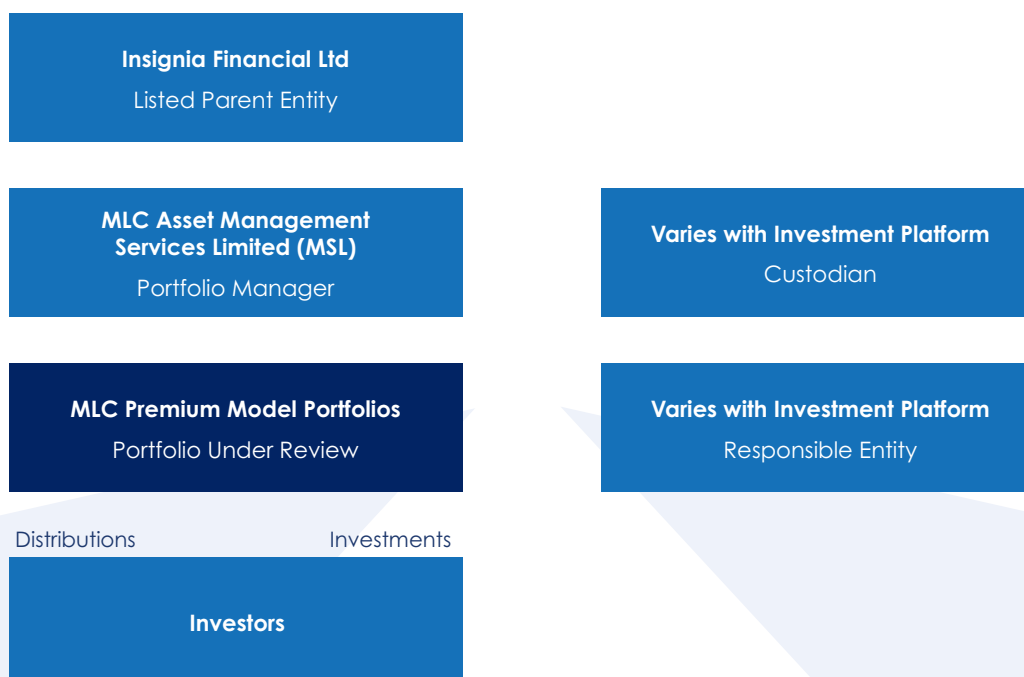 Insignia Financial Ltd
Listed Parent Entity
MLC Asset Management
Services Limited (MSL)
Portfolio Manager
Varies with Investment Platform
Custodian
MLC Premium Model Portfolios
Portfolio Under Review
Varies with Investment Platform
Responsible Entity
Distributions
Investments
Investors